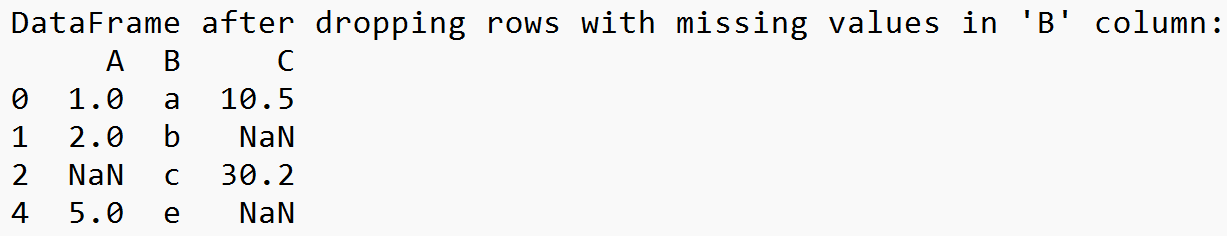 DataFrame after dropping rows with missing values in 'B' column:
     A  B     C
0  1.0  a  10.5
1  2.0  b   NaN
2  NaN  c  30.2
4  5.0  e   NaN